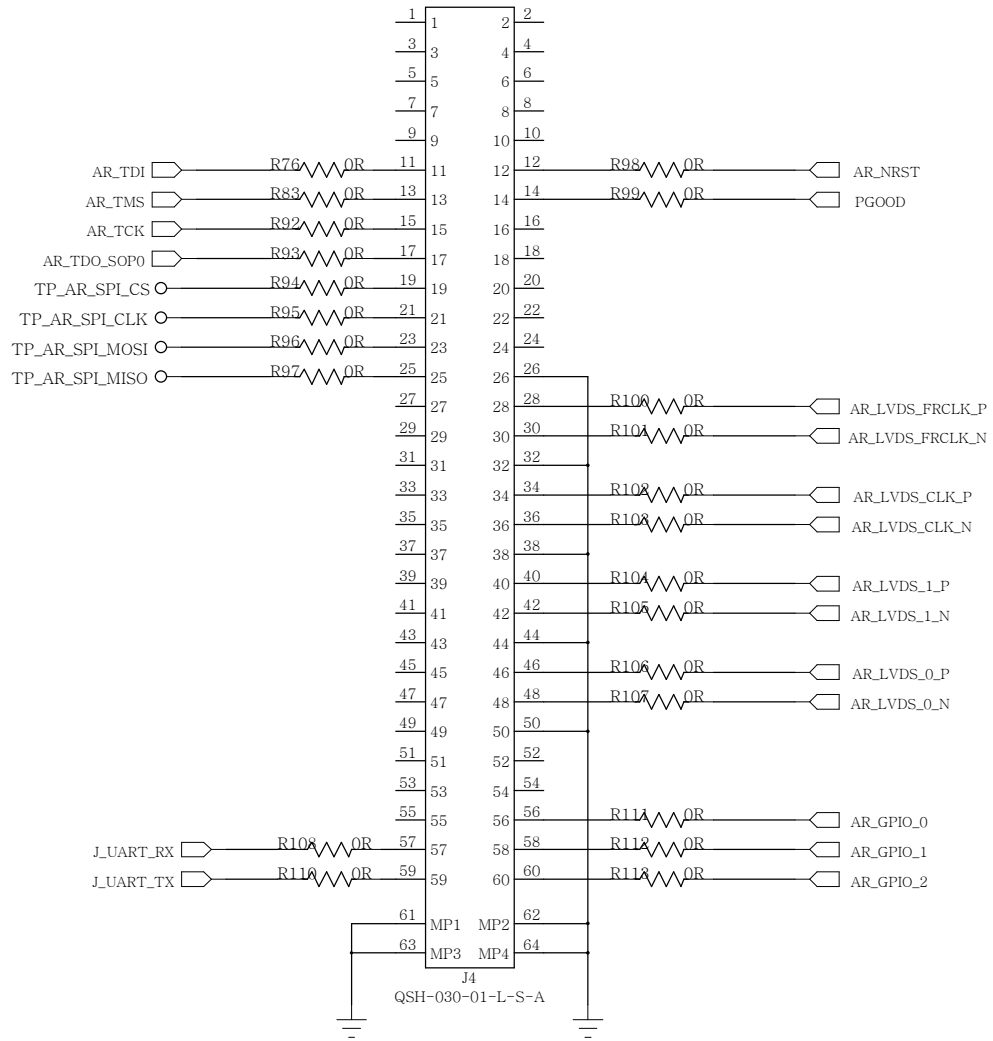 1 1 2 2
3 3 4 4
5 5 6 6
7 7 8 8
9 9 10 10
AR_TDI R76 0R 11 11 12 12 R98 0R AR_NRST
AR_TMS R83 0R 13 13 14 14 R99 0R PGOOD
AR_TCK R92 0R 15 15 16 16
AR_TDO_SOP0 R93 0R 17 17 18 18
TP_AR_SPI_CS R94 0R 19 19 20 20
TP_AR_SPI_CLK R95 0R 21 21 22 22
TP_AR_SPI_MOSI R96 0R 23 23 24 24
TP_AR_SPI_MISO R97 0R 25 25 26 26
27 27 28 28 R100 0R AR_LVDS_FRCLK_P
29 29 30 30 R101 0R AR_LVDS_FRCLK_N
31 31 32 32
33 33 34 34 R102 0R AR_LVDS_CLK_P
35 35 36 36 R103 0R AR_LVDS_CLK_N
37 37 38 38
39 39 40 40 R104 0R AR_LVDS_1_P
41 41 42 42 R105 0R AR_LVDS_1_N
43 43 44 44
45 45 46 46 R106 0R AR_LVDS_0_P
47 47 48 48 R107 0R AR_LVDS_0_N
49 49 50 50
51 51 52 52
53 53 54 54
55 55 56 56 R111 0R AR_GPIO_0
J_UART_RX R108 0R 57 57 58 58 R112 0R AR_GPIO_1
J_UART_TX R110 0R 59 59 60 60 R113 0R AR_GPIO_2
61 MP1 MP2 62
63 MP3 MP4 64
J4
QSH-030-01-L-S-A